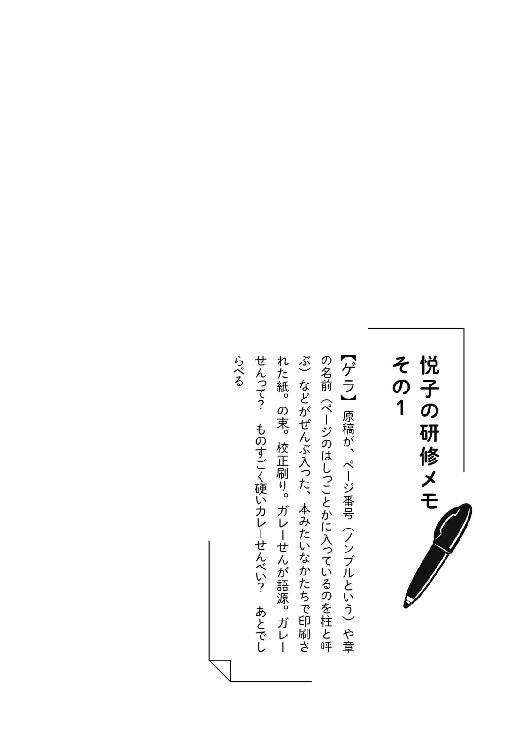 悦子の研修メモ
その1
【ゲラ】 原稿が、ページ番号（ノンブルという）や章
の名前（ページのはしっことかに入っているのを柱と呼
ぶ）などがぜんぶ入った、本みたいなかたちで印刷さ
れた紙。の束。校正刷り。ガレーせんが語源。ガレー
せんって？　ものすごく硬いカレーせんべい？　あとでし
らべる